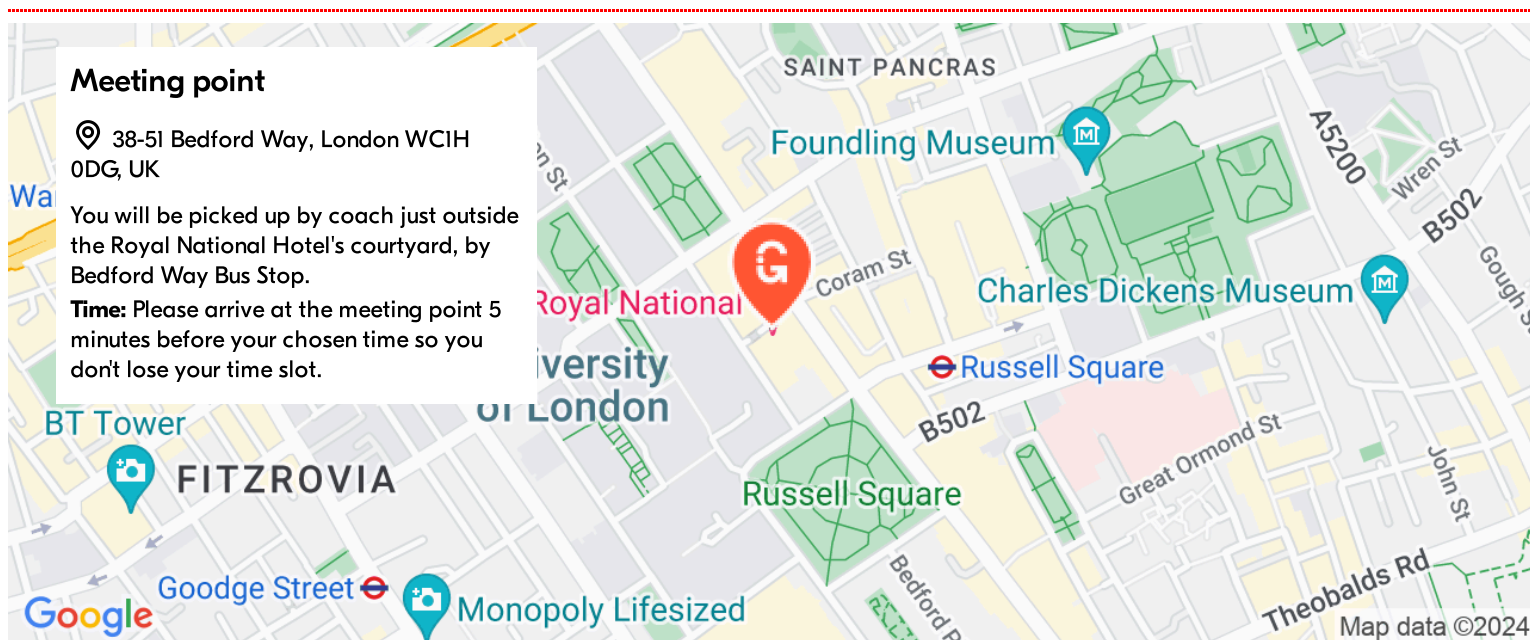 Meeting point
38-51 Bedford Way, London WC1H
0DG, UK
You will be picked up by coach just outside
the Royal National Hotel's courtyard, by
Bedford Way Bus Stop.
Time: Please arrive at the meeting point 5
minutes before your chosen time so you
don't lose your time slot.
SAINT PANCRAS
Foundling Museum
A5200
Wren St
B502
Gough S
Coram St
G
Royal National
Charles Dickens Museum
Russell Square
of London
B502
BT Tower
FITZROVIA
Russell Square
Great Ormond St
John St
Goodge Street
Monopoly Lifesized
Bedford P
Theobalds Rd
Google
Map data ©2024